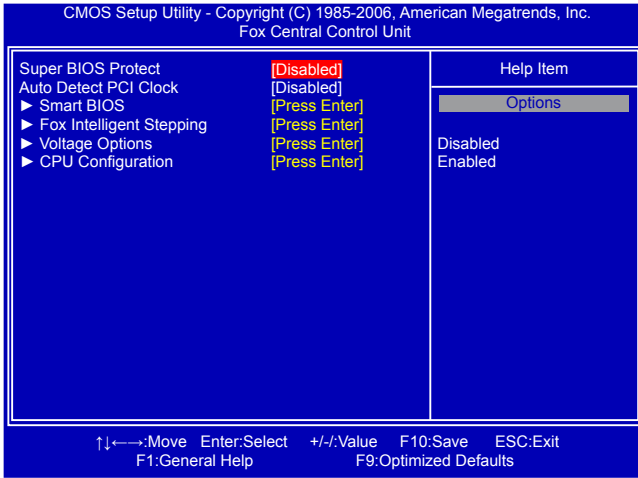 CMOS Setup Utility - Copyright (C) 1985-2006, American Megatrends, Inc.
Fox Central Control Unit
Super BIOS Protect [Disabled]
Auto Detect PCI Clock [Disabled]
► Smart BIOS [Press Enter]
► Fox Intelligent Stepping [Press Enter]
► Voltage Options [Press Enter]
► CPU Configuration [Press Enter]
Help Item
Options
Disabled
Enabled
↑↓←→:Move Enter:Select +/-/:Value F10:Save ESC:Exit
F1:General Help F9:Optimized Defaults